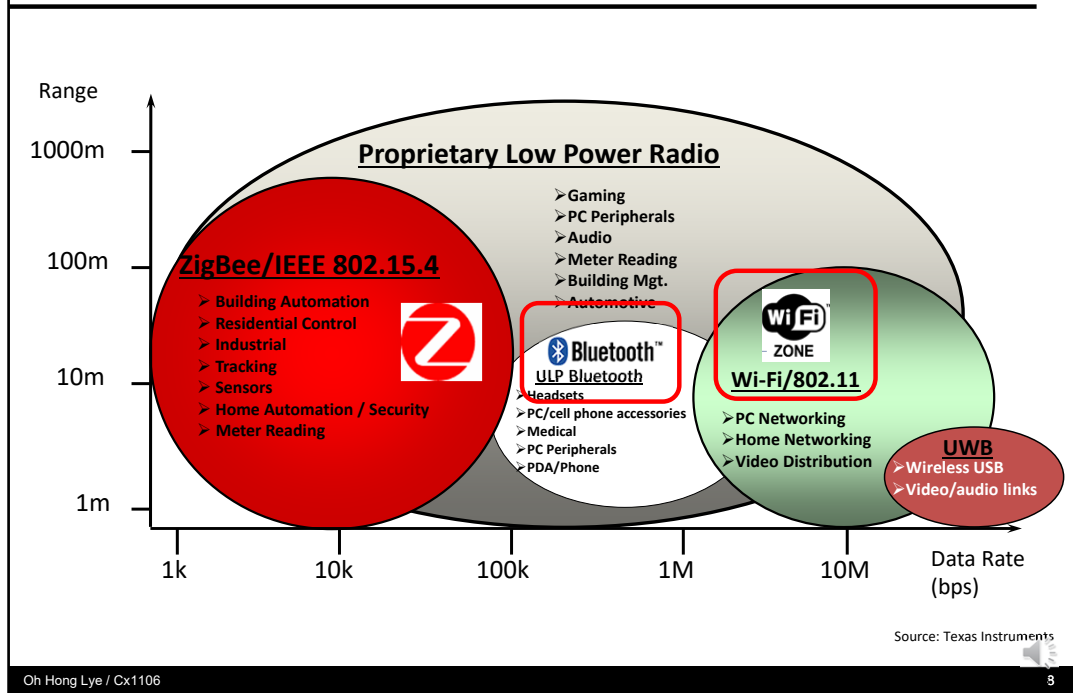 Range
1000m
100m
10m
1m
Proprietary Low Power Radio
➢Gaming
➢PC Peripherals
➢Audio
➢Meter Reading
➢Building Mgt.
➢Automotive
ZigBee/IEEE 802.15.4
➢ Building Automation
➢ Residential Control
➢ Industrial
➢ Tracking
➢ Sensors
➢ Home Automation / Security
➢ Meter Reading
Bluetooth™
ULP Bluetooth
➢Headsets
➢PC/cell phone accessories
➢Medical
➢PC Peripherals
➢PDA/Phone
Wi Fi
ZONE
Wi-Fi/802.11
➢PC Networking
➢Home Networking
➢Video Distribution
UWB
➢Wireless USB
➢Video/audio links
1k
10k
100k
1M
10M
Data Rate
(bps)
Source: Texas Instruments
Oh Hong Lye / Cx1106
8